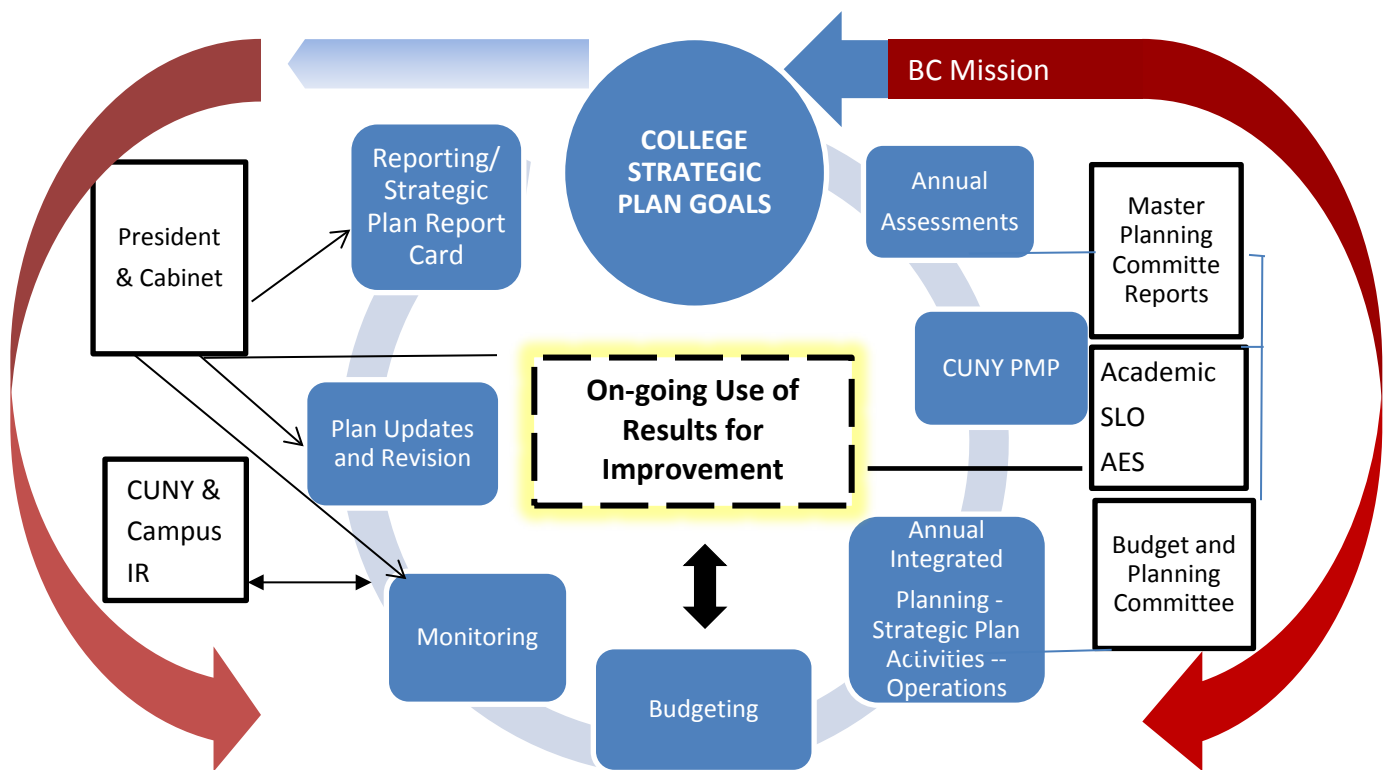 BC Mission
COLLEGE
STRATEGIC
PLAN GOALS
Reporting/
Strategic
Plan Report
Card
Annual
Assessments
President
& Cabinet
Master
Planning
Committe
Reports
CUNY PMP
On-going Use of
Results for
Improvement
Academic
SLO
AES
Plan Updates
and Revision
CUNY &
Campus
IR
Annual
Integrated
Planning -
Strategic Plan
Activities --
Operations
Budget and
Planning
Committee
Monitoring
Budgeting